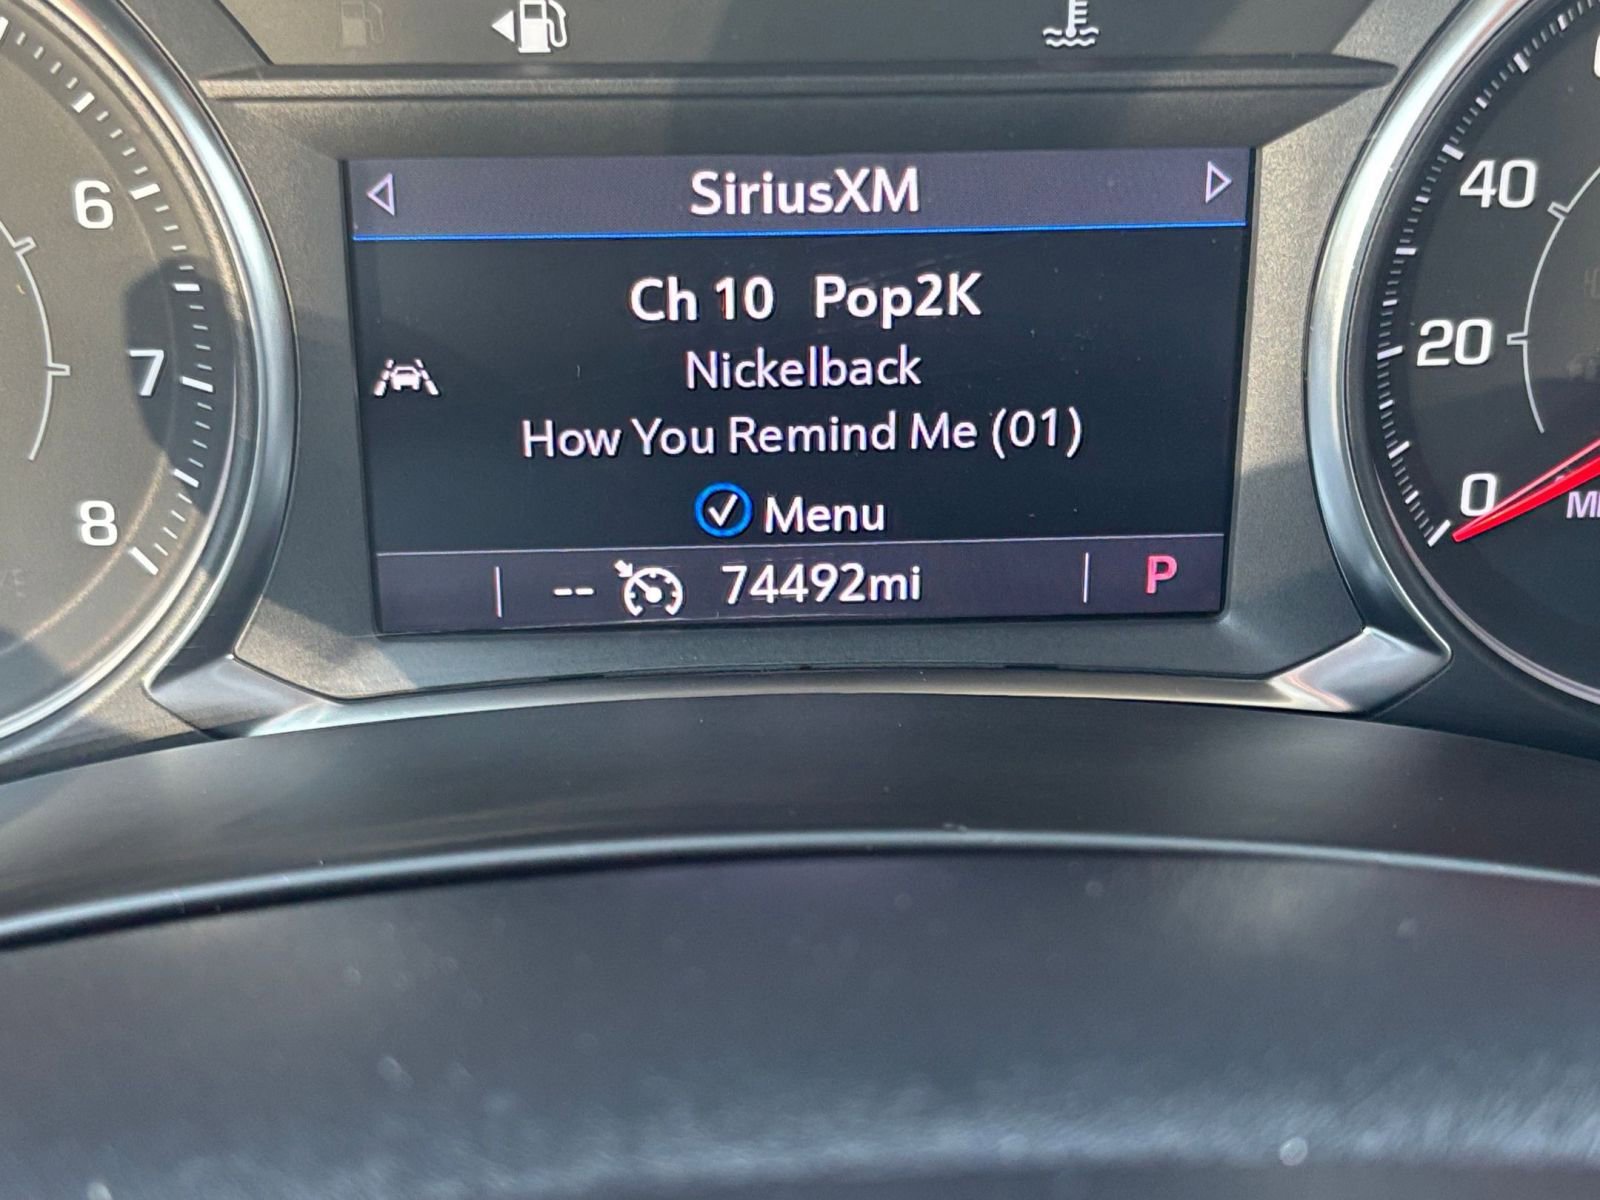 SiriusXM
Ch 10 Pop2K
Nickelback
How You Remind Me (01)
Menu
-- 74492mi P
6
7
8
40
20
0